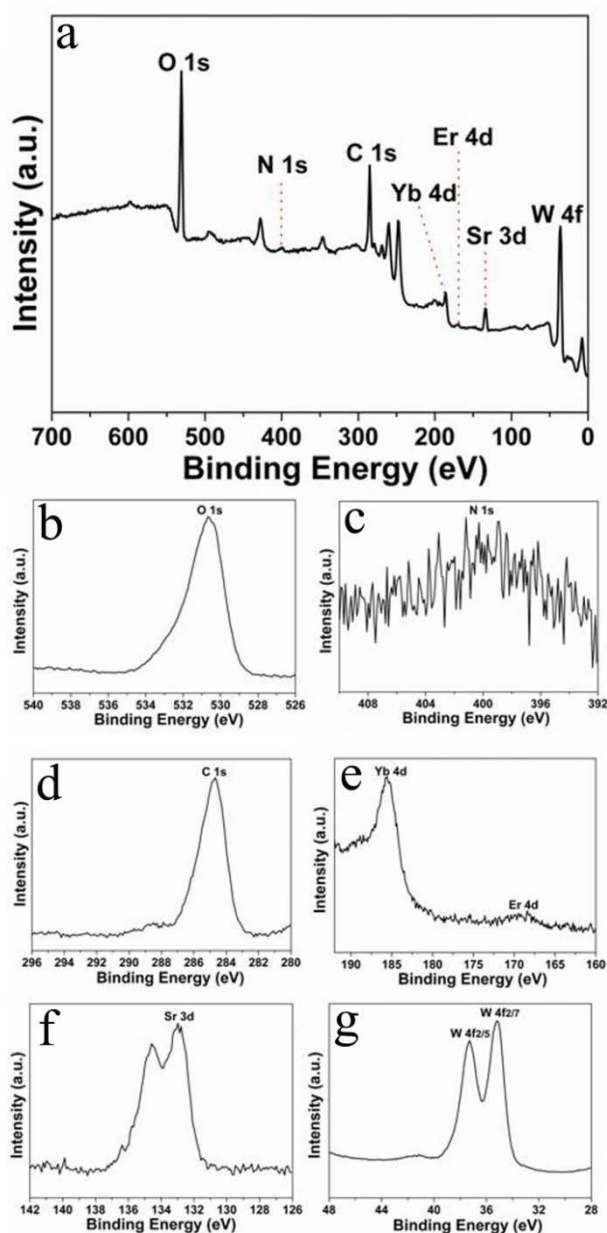 a
O 1s
N 1s
C 1s
Er 4d
Yb 4d
Sr 3d
W 4f
Intensity (a.u.)
700 600 500 400 300 200 100 0
Binding Energy (eV)
b
O 1s
Intensity (a.u.)
540 538 536 534 532 530 528 526
Binding Energy (eV)
c
N 1s
Intensity (a.u.)
408 404 400 396 392
Binding Energy (eV)
d
C 1s
Intensity (a.u.)
296 294 292 290 288 286 284 282 280
Binding Energy (eV)
e
Yb 4d
Er 4d
Intensity (a.u.)
190 185 180 175 170 165 160
Binding Energy (eV)
f
Sr 3d
Intensity (a.u.)
142 140 138 136 134 132 130 128 126
Binding Energy (eV)
g
W 4f2/5
W 4f2/7
Intensity (a.u.)
48 44 40 36 32 28
Binding Energy (eV)